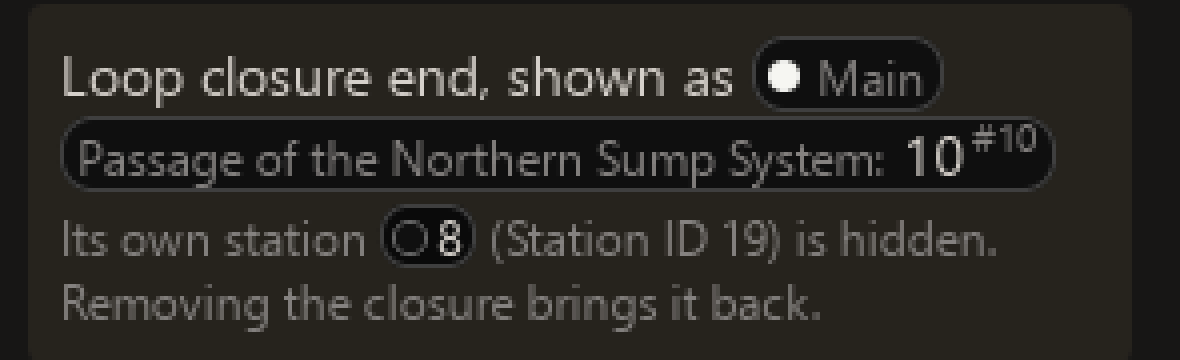 Loop closure end, shown as Main
Passage of the Northern Sump System: 10 #10
Its own station 8 (Station ID 19) is hidden.
Removing the closure brings it back.